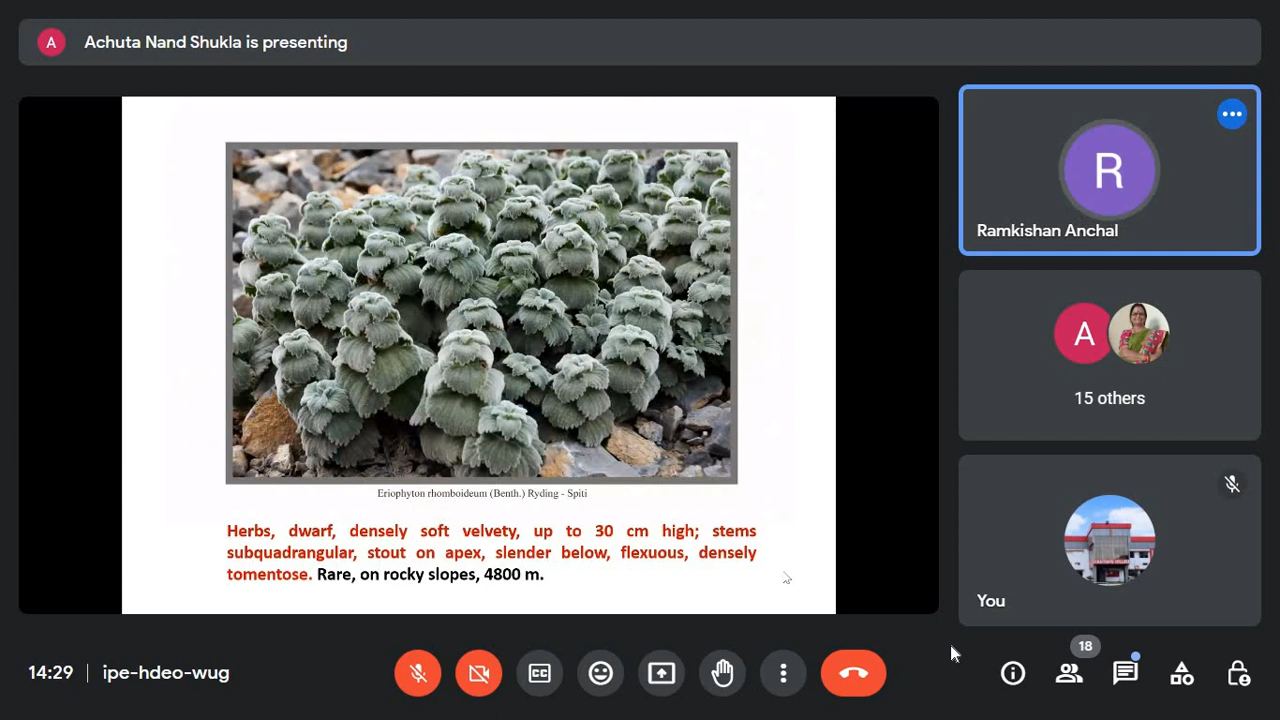 A
Achuta Nand Shukla is presenting
Eriophyton rhomboideum (Benth.) Ryding - Spiti
Herbs, dwarf, densely soft velvety, up to 30 cm high; stems
subquadrangular, stout on apex, slender below, flexuous, densely
tomentose. Rare, on rocky slopes, 4800 m.
R
Ramkishan Anchal
A
15 others
You
14:29 | ipe-hdeo-wug
CC
18